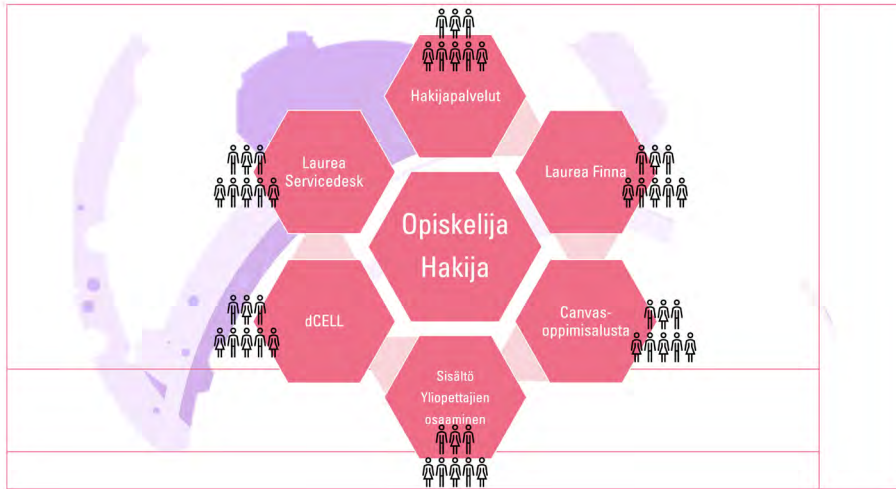 Hakijapalvelut
Laurea
Servicedesk
Laurea Finna
Opiskelija
Hakija
dCELL
Canvas-
oppimisalusta
Sisältö
Yliopettajien
osaaminen